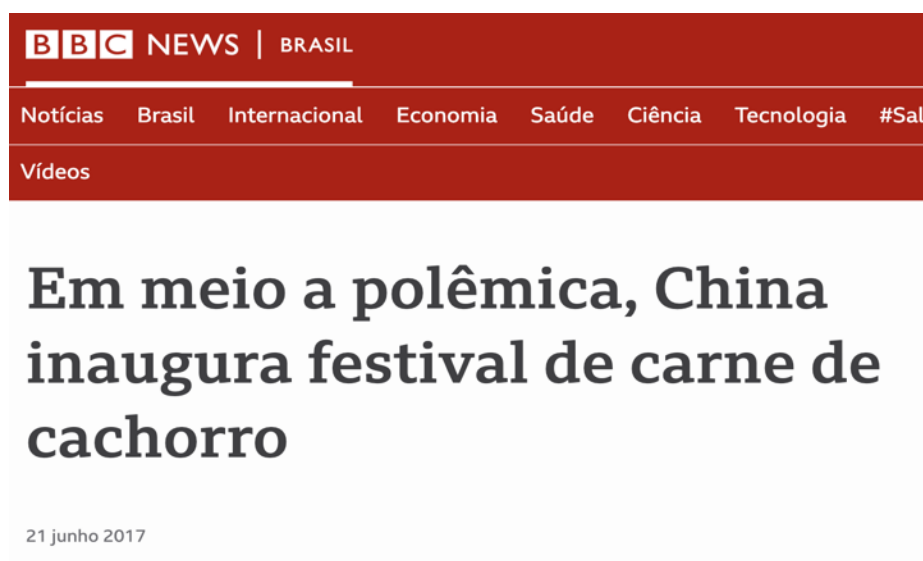 BBC NEWS | BRASIL
Notícias Brasil Internacional Economia Saúde Ciência Tecnologia #Sal
Vídeos
Em meio a polêmica, China
inaugura festival de carne de
cachorro
21 junho 2017